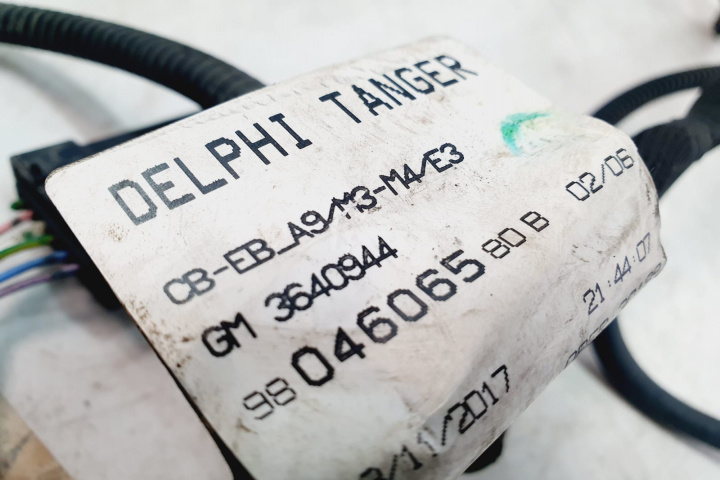 DELPHI TANGER
CB-EB_A9/M3-M4/E3
GM 3640944 02/06
98 046065 80 B
/11/2017 21:44:07